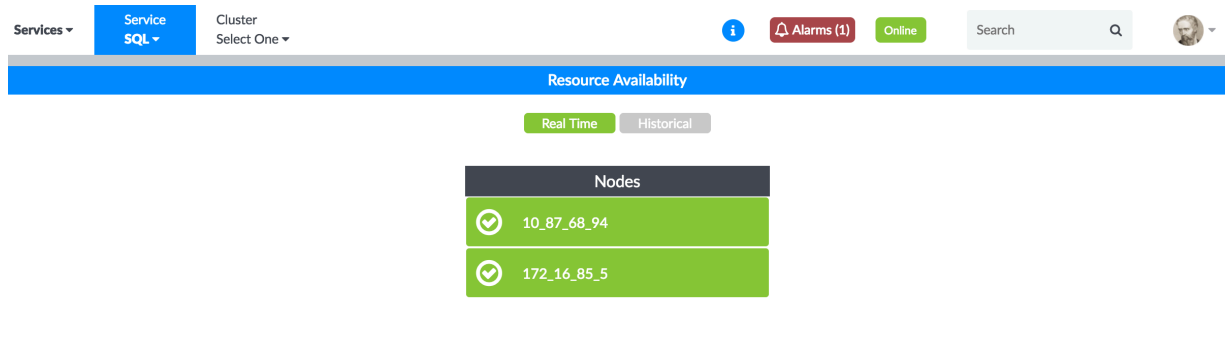 Services
Service
SQL
Cluster
Select One
i
Alarms (1)
Online
Search
Resource Availability
Real Time
Historical
Nodes
10_87_68_94
172_16_85_5